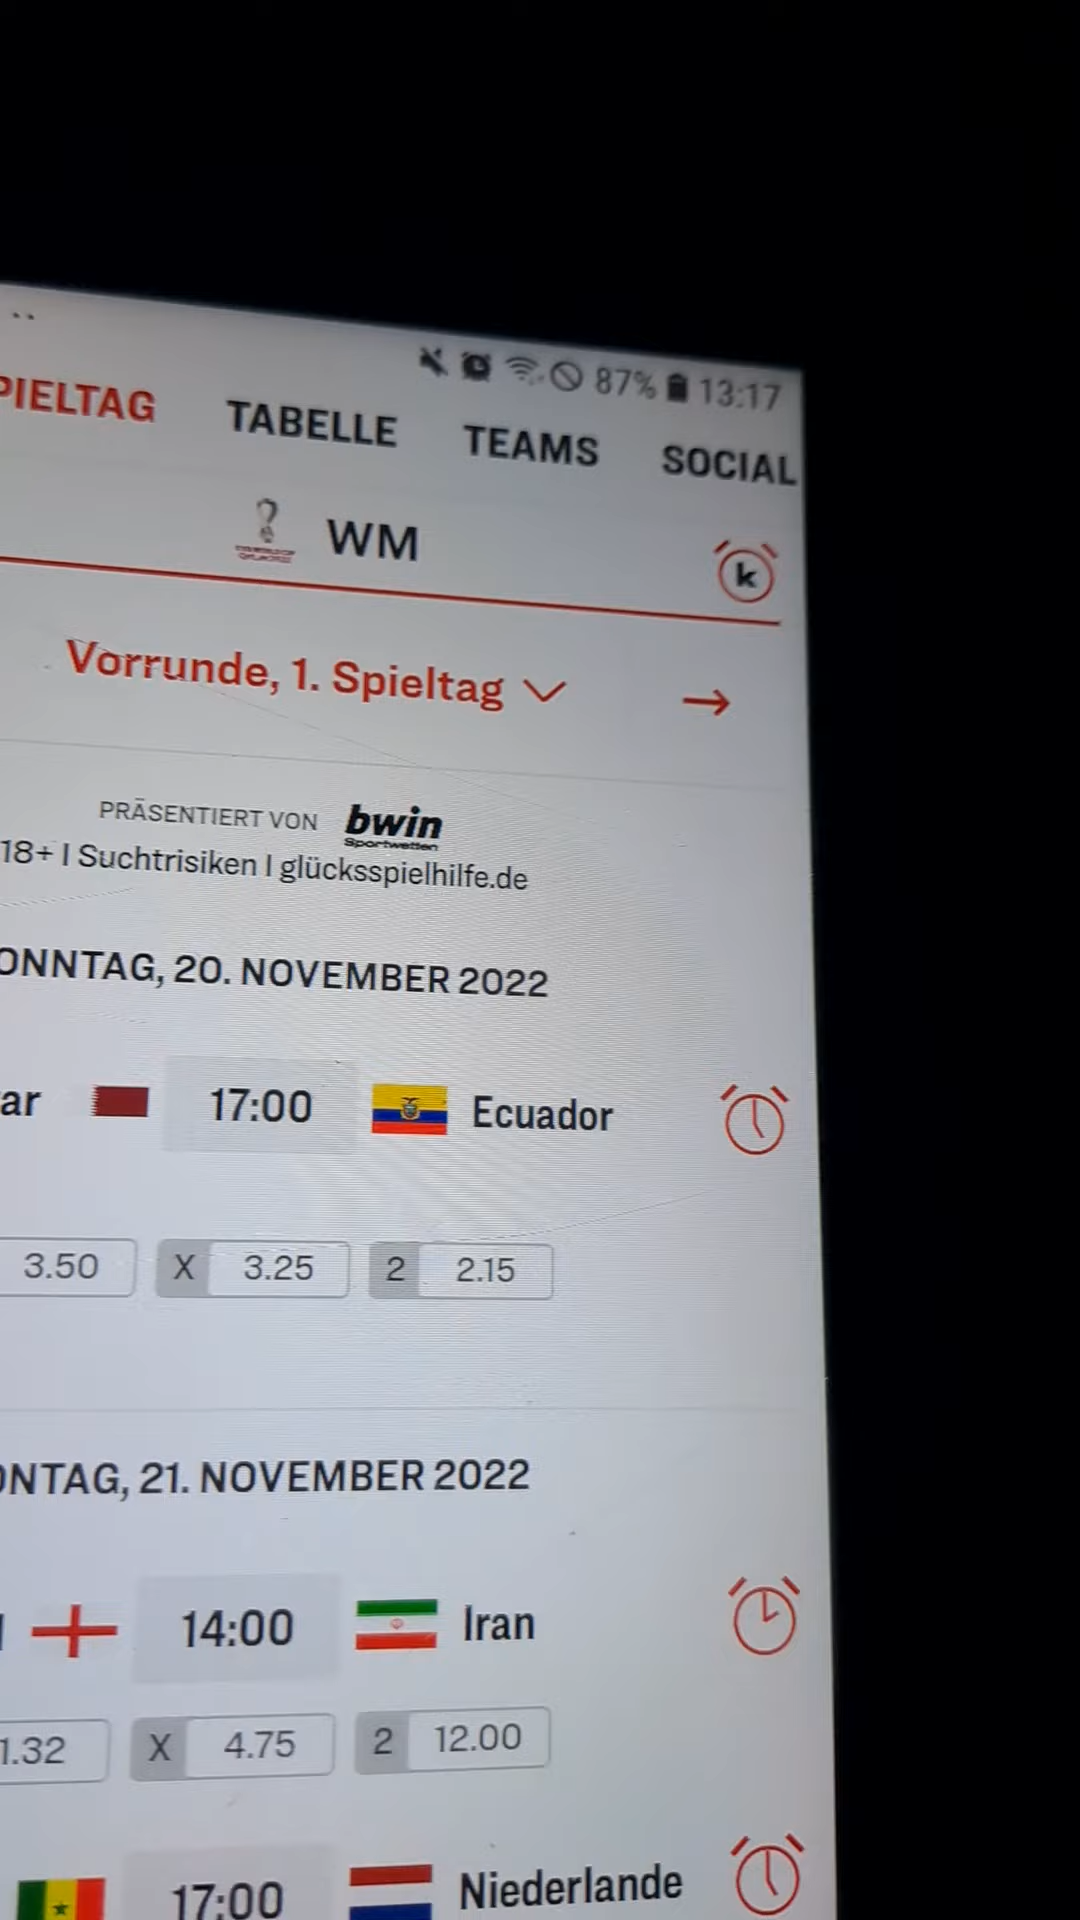 87% 13:17
PIELTAG TABELLE TEAMS SOCIAL
WM
k
Vorrunde, 1. Spieltag
PRÄSENTIERT VON bwin
Sportwetten
18+ I Suchtrisiken I glücksspielhilfe.de
ONNTAG, 20. NOVEMBER 2022
ar 17:00 Ecuador
3.50 X 3.25 2 2.15
ONTAG, 21. NOVEMBER 2022
14:00 Iran
1.32 X 4.75 2 12.00
17:00 Niederlande